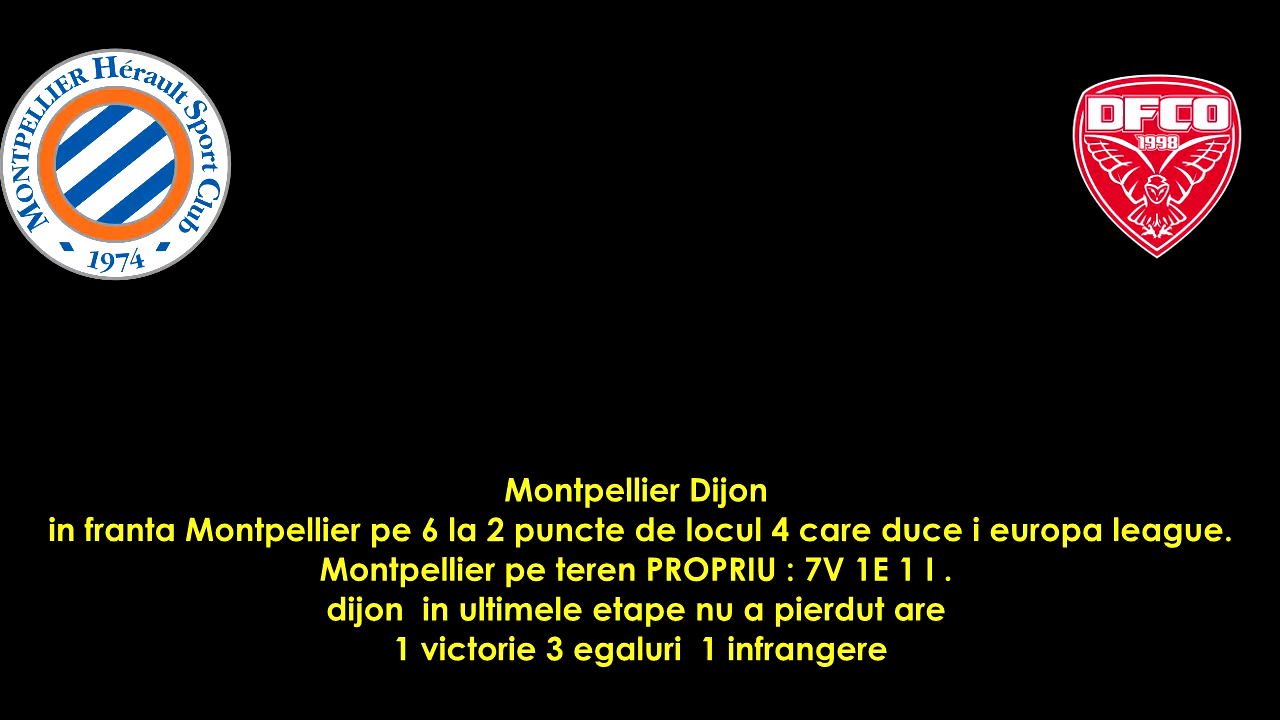 MONTPELLIER Hérault Sport Club
1974
DFCO
1998
Montpellier Dijon
in franta Montpellier pe 6 la 2 puncte de locul 4 care duce i europa league.
Montpellier pe teren PROPRIU : 7V 1E 1 I .
dijon  in ultimele etape nu a pierdut are
1 victorie 3 egaluri  1 infrangere